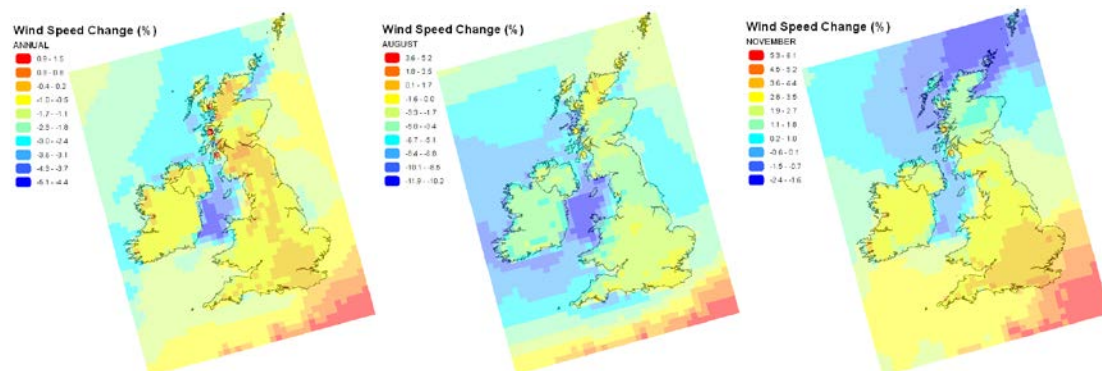 Wind Speed Change (%)
ANNUAL
0.9 - 1.5
0.3 - 0.8
-0.4 - 0.2
-1.0 - -0.5
-1.7 - -1.1
-2.3 - -1.8
-3.0 - -2.4
-3.6 - -3.1
-4.3 - -3.7
-5.1 - -4.4
Wind Speed Change (%)
AUGUST
3.6 - 5.2
1.8 - 3.5
0.1 - 1.7
-1.6 - 0.0
-3.3 - -1.7
-5.0 - -3.4
-6.7 - -5.1
-8.4 - -6.8
-10.1 - -8.5
-11.9 - -10.2
Wind Speed Change (%)
NOVEMBER
5.3 - 6.1
4.5 - 5.2
3.6 - 4.4
2.8 - 3.5
1.9 - 2.7
1.1 - 1.8
0.2 - 1.0
-0.6 - 0.1
-1.5 - -0.7
-2.4 - -1.6